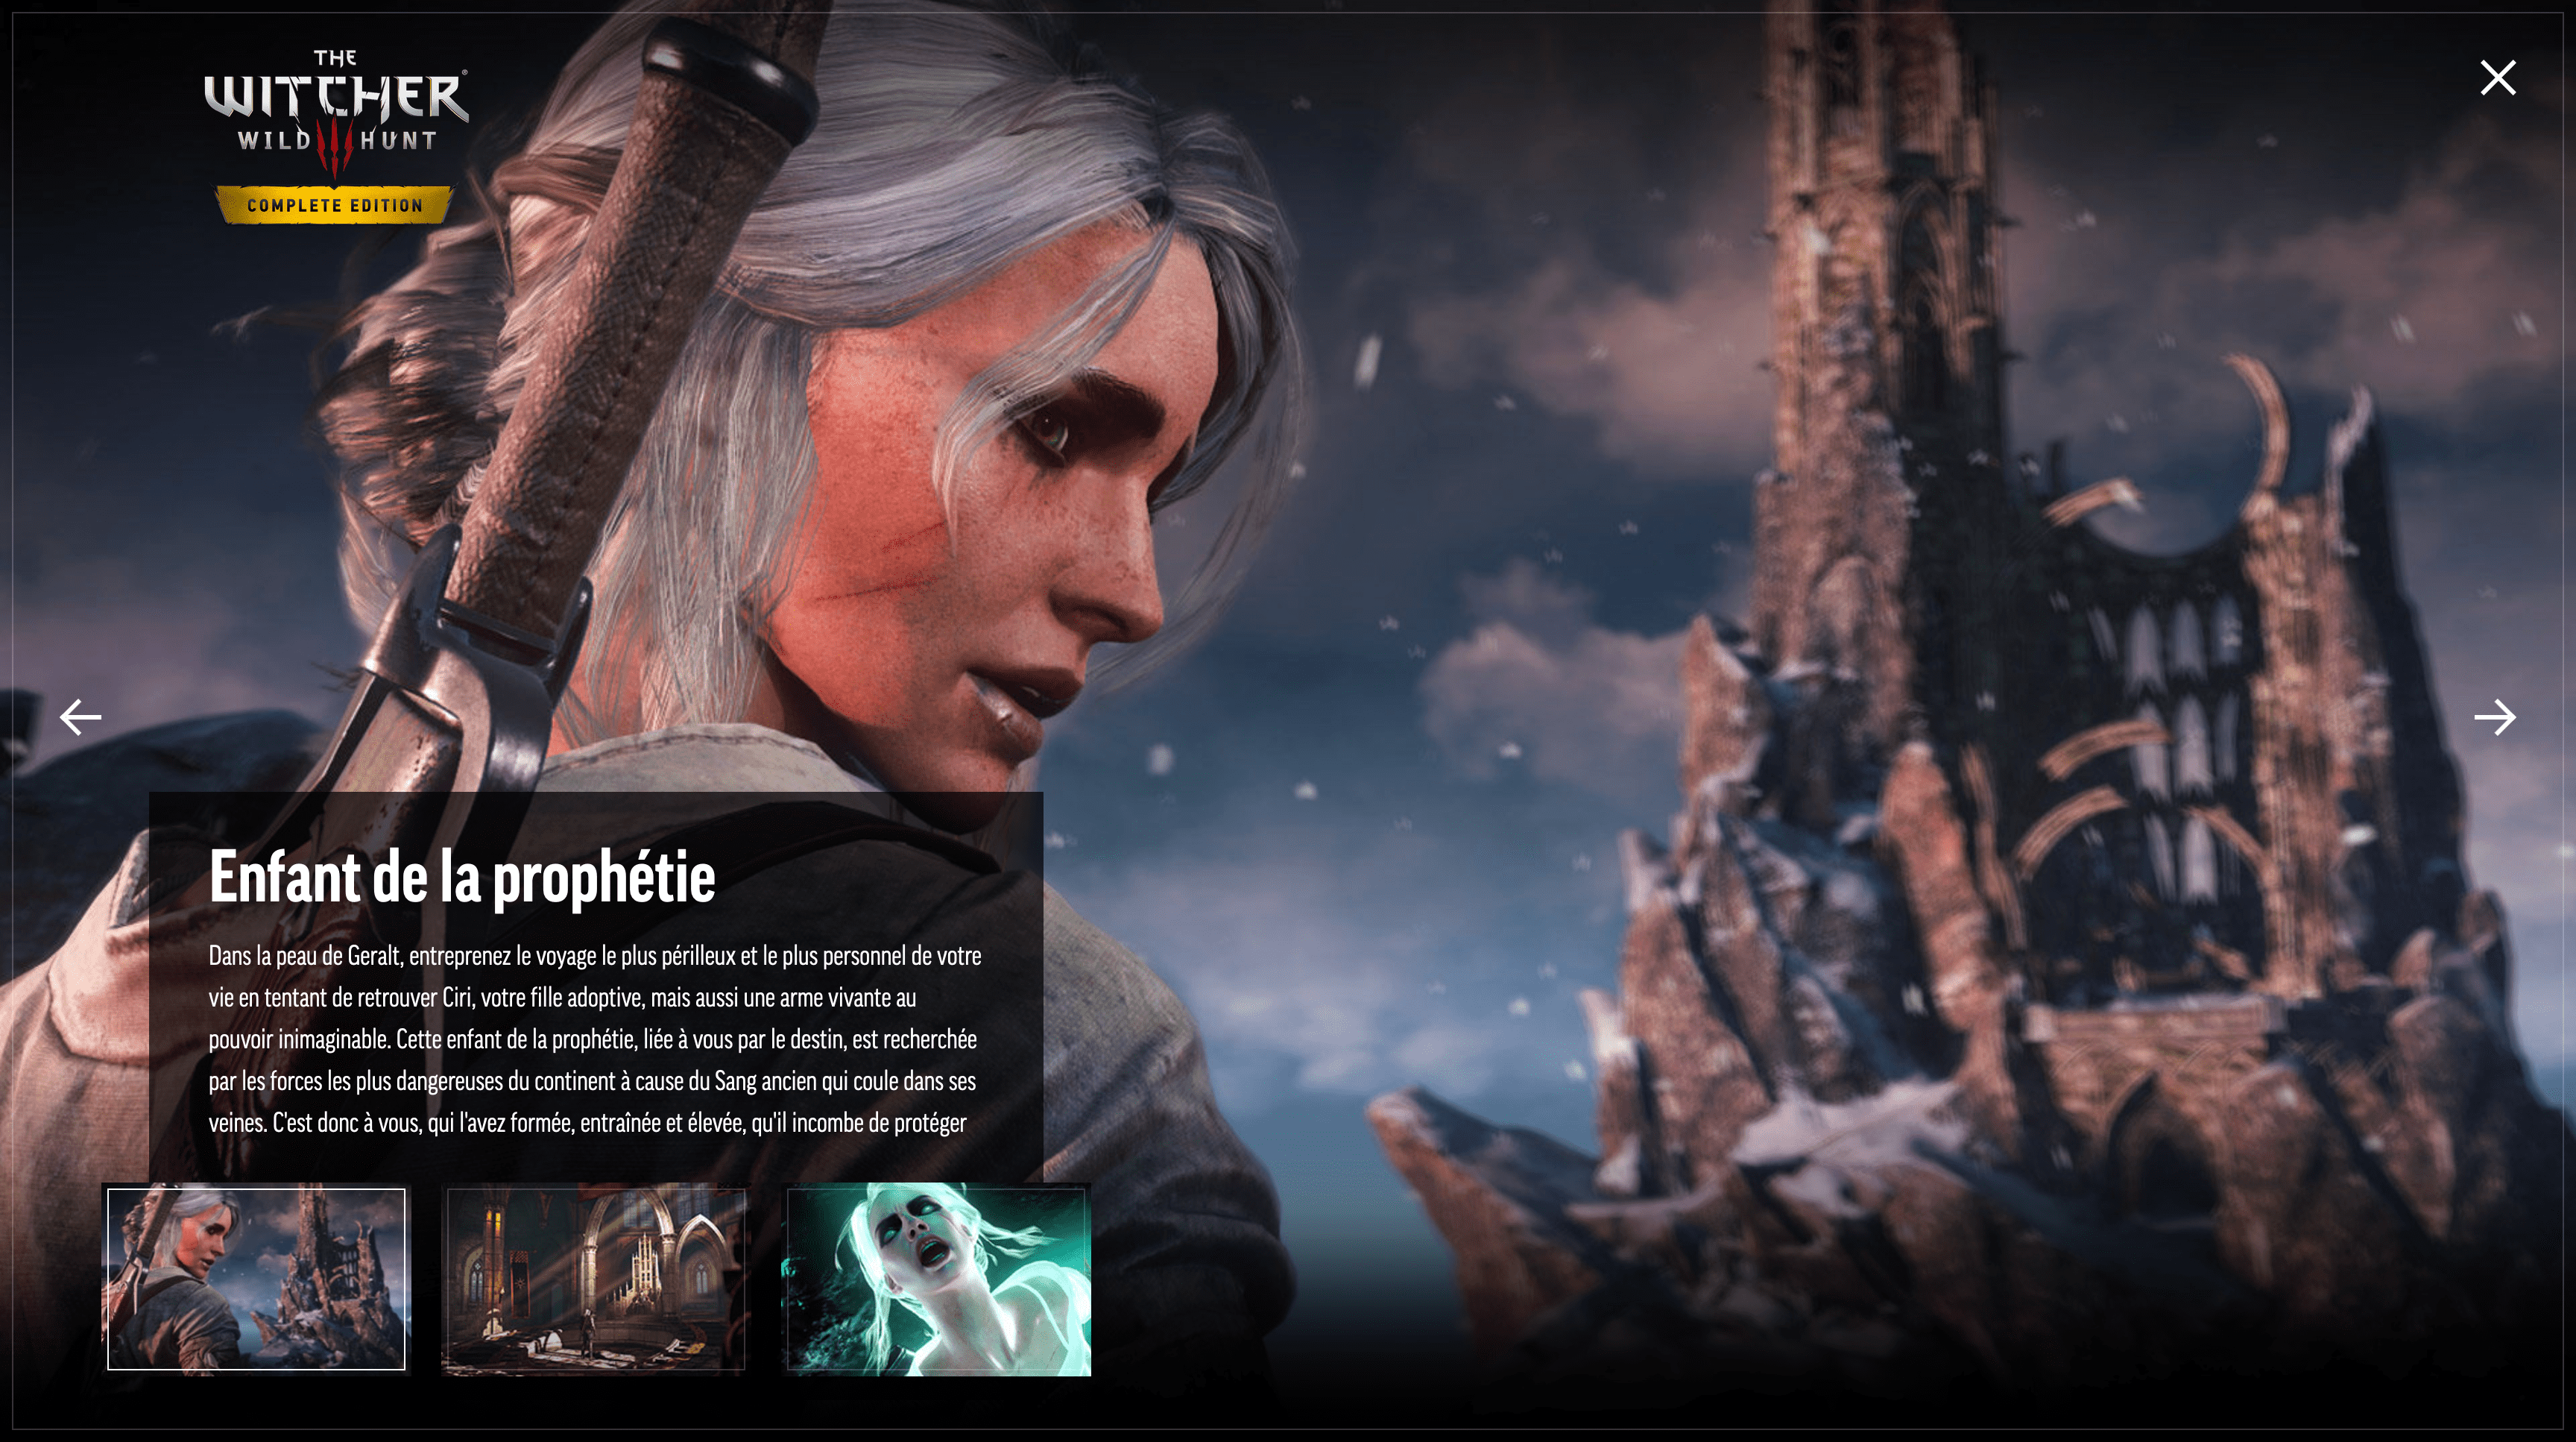 THE
WITCHER®
WILD HUNT
COMPLETE EDITION
Enfant de la prophétie
Dans la peau de Geralt, entreprenez le voyage le plus périlleux et le plus personnel de votre
vie en tentant de retrouver Ciri, votre fille adoptive, mais aussi une arme vivante au
pouvoir inimaginable. Cette enfant de la prophétie, liée à vous par le destin, est recherchée
par les forces les plus dangereuses du continent à cause du Sang ancien qui coule dans ses
veines. C'est donc à vous, qui l'avez formée, entraînée et élevée, qu'il incombe de protéger